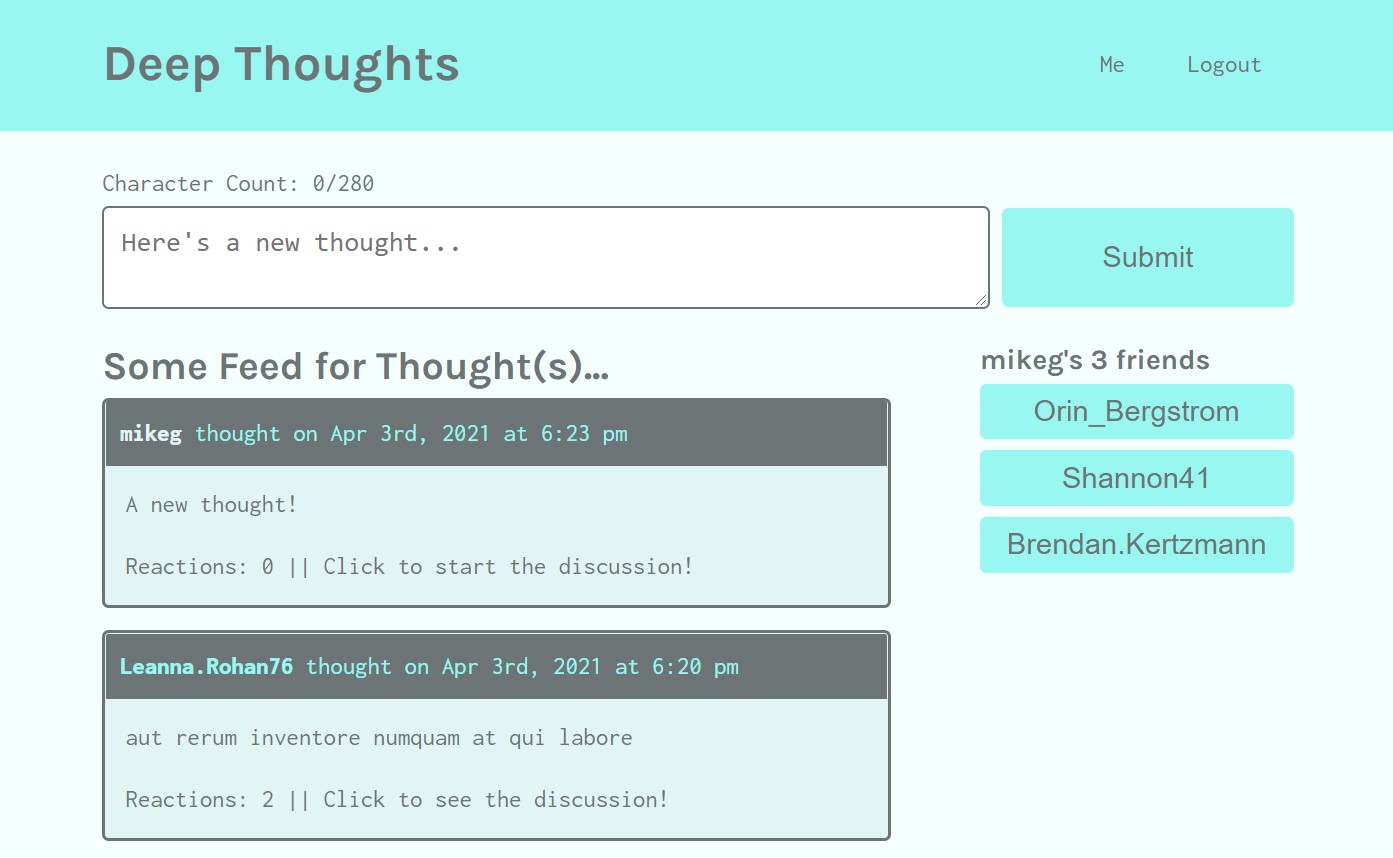 Deep Thoughts
Me
Logout
Character Count: 0/280
Here's a new thought...
Submit
Some Feed for Thought(s)...
mikeg thought on Apr 3rd, 2021 at 6:23 pm
A new thought!
Reactions: 0 || Click to start the discussion!
Leanna.Rohan76 thought on Apr 3rd, 2021 at 6:20 pm
aut rerum inventore numquam at qui labore
Reactions: 2 || Click to see the discussion!
mikeg's 3 friends
Orin_Bergstrom
Shannon41
Brendan.Kertzmann